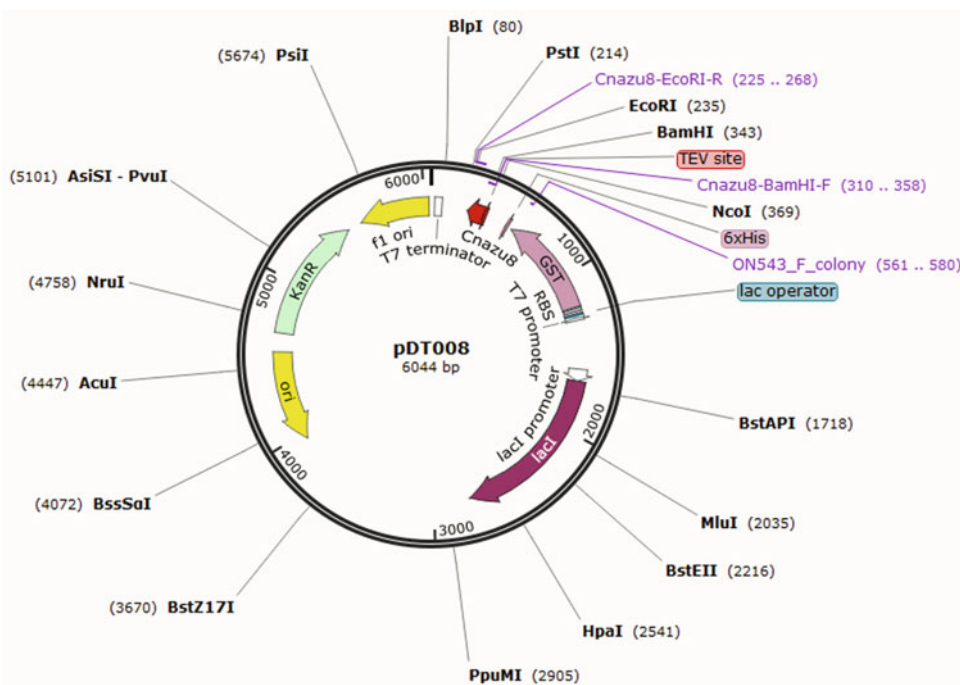 BlpI (80)
(5674) PsiI
PstI (214)
Cnazu8-EcoRI-R (225 .. 268)
EcoRI (235)
BamHI (343)
TEV site
Cnazu8-BamHI-F (310 .. 358)
NcoI (369)
6xHis
ON543_F_colony (561 .. 580)
lac operator
(5101) AsiSI - PvuI
(4758) NruI
(4447) AcuI
(4072) BssSαI
(3670) BstZ17I
BstAPI (1718)
MluI (2035)
BstEII (2216)
HpaI (2541)
PpuMI (2905)
6000
1000
2000
3000
4000
5000
f1 ori
T7 terminator
Cnazu8
GST
RBS
T7 promoter
lacI promoter
lacI
ori
KanR
pDT008
6044 bp